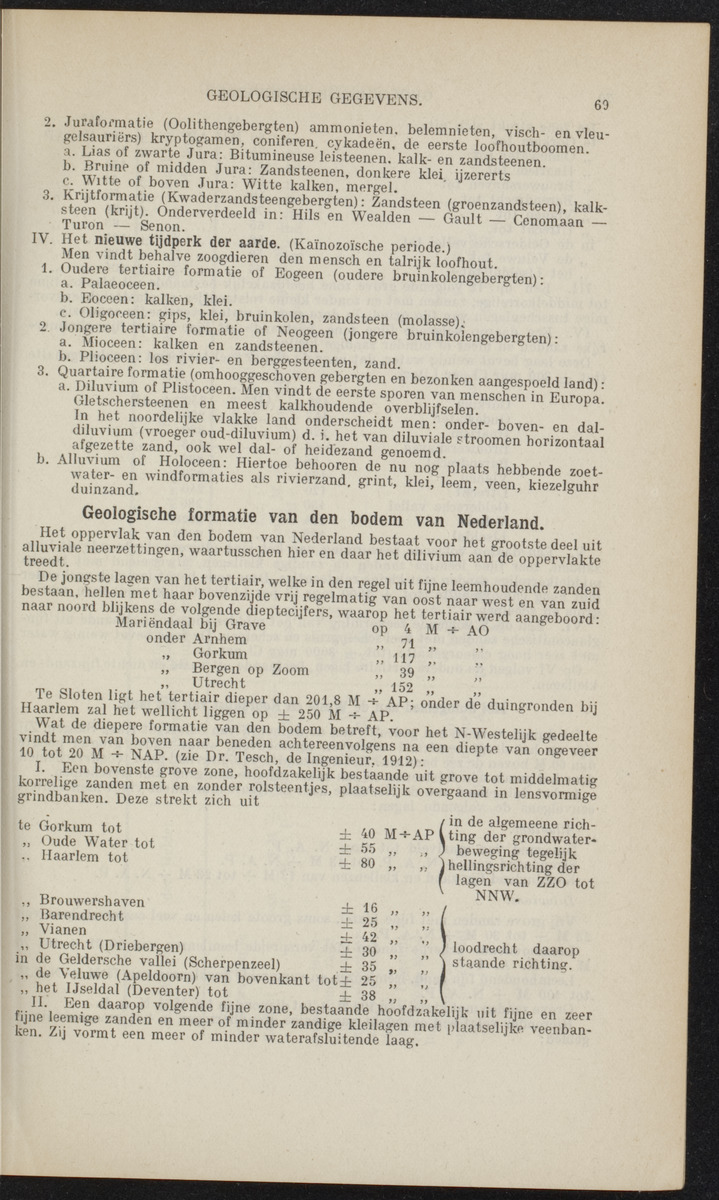 GEOLOGISCHE GEGEVENS. 69
2. Juraformatie (Oolithengebergten) ammonieten, belemnieten, visch- en vleu-
gelsauriërs) kryptogamen, coniferen, cykadeën, de eerste loofhoutboomen.
a. Lias of zwarte Jura: Bitumineuse leisteenen, kalk- en zandsteenen.
b. Bruine of midden Jura: Zandsteenen, donkere klei, ijzererts
c. Witte of boven Jura: Witte kalken, mergel.
3. Krijtformatie (Kwaderzandsteengebergten): Zandsteen (groenzandsteen), kalk-
steen (krijt). Onderverdeeld in: Hils en Wealden — Gault — Cenomaan —
Turon — Senon.
IV. Het nieuwe tijdperk der aarde. (Kaïnozoïsche periode.)
Men vindt behalve zoogdieren den mensch en talrijk loofhout.
1. Oudere tertiaire formatie of Eogeen (oudere bruinkolengebergten):
a. Palaeoceen.
b. Eoceen: kalken, klei.
c. Oligoceen: gips, klei, bruinkolen, zandsteen (molasse).
2. Jongere tertiaire formatie of Neogeen (jongere bruinkolengebergten):
a. Mioceen: kalken en zandsteenen.
b. Plioceen: los rivier- en berggesteenten, zand.
3. Quartaire formatie (omhooggeschoven gebergten en bezonken aangespoeld land):
a. Diluvium of Plistoceen. Men vindt de eerste sporen van menschen in Europa.
Gletschersteenen en meest kalkhoudende overblijfselen.
In het noordelijke vlakke land onderscheidt men: onder- boven- en dal-
diluvium (vroeger oud-diluvium) d. i. het van diluviale stroomen horizontaal
afgezette zand, ook wel dal- of heidezand genoemd.
b. Alluvium of Holoceen: Hiertoe behooren de nu nog plaats hebbende zoet-
water- en windformaties als rivierzand, grint, klei, leem, veen, kiezelguhr
duinzand.
Geologische formatie van den bodem van Nederland.
Het oppervlak van den bodem van Nederland bestaat voor het grootste deel uit
alluviale neerzettingen, waartusschen hier en daar het dilivium aan de oppervlakte
treedt.
De jongste lagen van het tertiair, welke in den regel uit fijne leemhoudende zanden
bestaan, hellen met haar bovenzijde vrij regelmatig van oost naar west en van zuid
naar noord blijkens de volgende dieptecijfers, waarop het tertiair werd aangeboord:
Mariëndaal bij Grave op 4 M ÷ AO
onder Arnhem „ 71 „ „
„ Gorkum „ 117 „ „
„ Bergen op Zoom „ 39 „ „
„ Utrecht „ 152 „ „
Te Sloten ligt het tertiair dieper dan 201,8 M ÷ AP; onder de duingronden bij
Haarlem zal het wellicht liggen op ± 250 M ÷ AP.
Wat de diepere formatie van den bodem betreft, voor het N-Westelijk gedeelte
vindt men van boven naar beneden achtereenvolgens na een diepte van ongeveer
10 tot 20 M ÷ NAP. (zie Dr. Tesch, de Ingenieur, 1912):
I. Een bovenste grove zone, hoofdzakelijk bestaande uit grove tot middelmatig
korrelige zanden met en zonder rolsteentjes, plaatselijk overgaand in lensvormige
grindbanken. Deze strekt zich uit
te Gorkum tot ± 40 M ÷ AP
„ Oude Water tot ± 55 „ „
„ Haarlem tot ± 80 „ „
in de algemeene rich-
ting der grondwater-
beweging tegelijk
hellingsrichting der
lagen van ZZO tot
NNW.
„ Brouwershaven ± 16 „ „
„ Barendrecht ± 25 „ „
„ Vianen ± 42 „ „
„ Utrecht (Driebergen) ± 30 „ „
in de Geldersche vallei (Scherpenzeel) ± 35 „ „
„ de Veluwe (Apeldoorn) van bovenkant tot ± 25 „ „
„ het IJseldal (Deventer) tot ± 38 „ „
loodrecht daarop
staande richting.
II. Een daarop volgende fijne zone, bestaande hoofdzakelijk uit fijne en zeer
fijne leemige zanden en meer of minder zandige kleilagen met plaatselijke veenban-
ken. Zij vormt een meer of minder waterafsluitende laag.